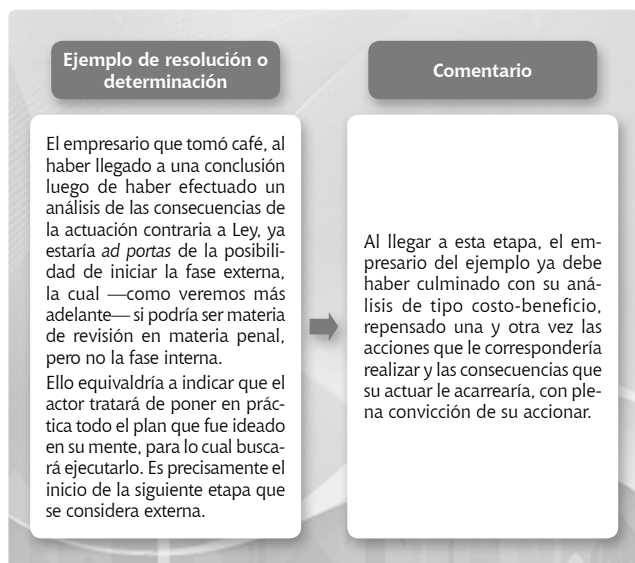 Ejemplo de resolución o
determinación
El empresario que tomó café, al
haber llegado a una conclusión
luego de haber efectuado un
análisis de las consecuencias de
la actuación contraria a Ley, ya
estaría ad portas de la posibili-
dad de iniciar la fase externa,
la cual —como veremos más
adelante— si podría ser materia
de revisión en materia penal,
pero no la fase interna.
Ello equivaldría a indicar que el
actor tratará de poner en prác-
tica todo el plan que fue ideado
en su mente, para lo cual busca-
rá ejecutarlo. Es precisamente el
inicio de la siguiente etapa que
se considera externa.
Comentario
Al llegar a esta etapa, el em-
presario del ejemplo ya debe
haber culminado con su aná-
lisis de tipo costo-beneficio,
repensado una y otra vez las
acciones que le correspondería
realizar y las consecuencias que
su actuar le acarrearía, con ple-
na convicción de su accionar.